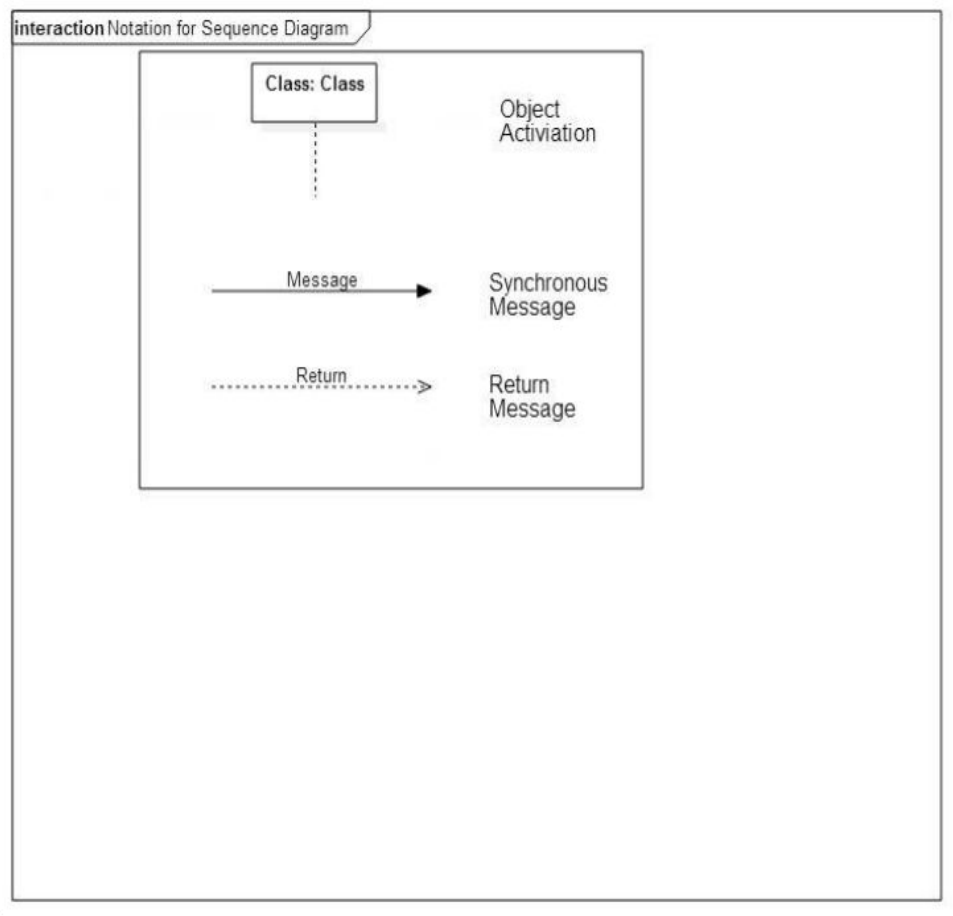 interaction Notation for Sequence Diagram
Class: Class
Object
Activiation
Message
Synchronous
Message
Return
Return
Message